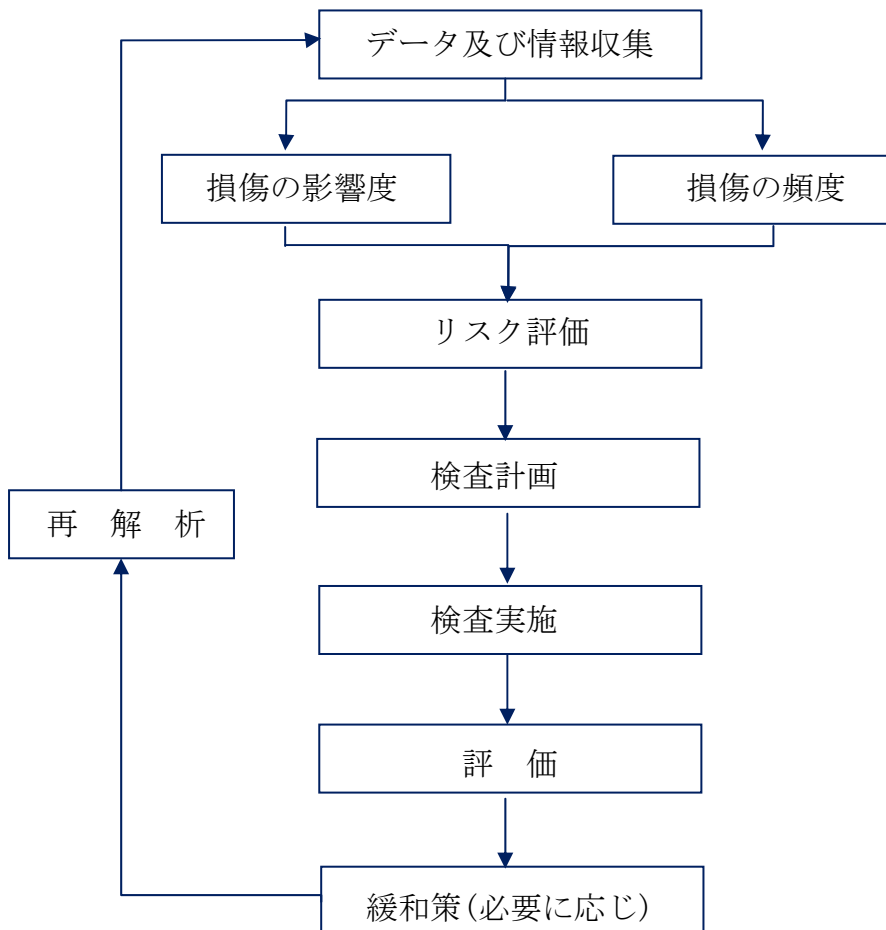 データ及び情報収集
損傷の影響度
損傷の頻度
リスク評価
検査計画
再　解　析
検査実施
評　価
緩和策(必要に応じ)